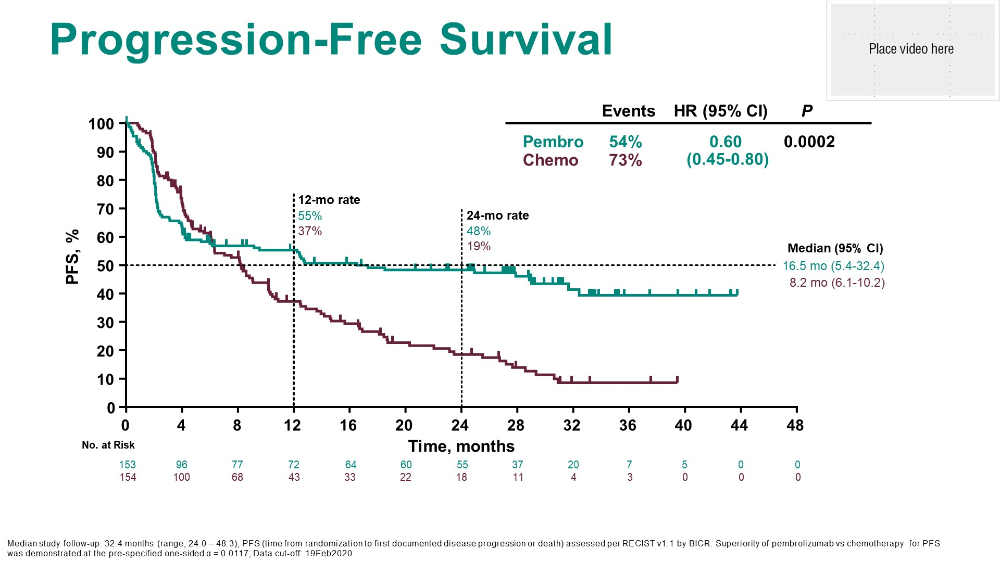 Progression-Free Survival
Place video here
Events HR (95% CI) P
Pembro 54% 0.60 0.0002
Chemo 73% (0.45-0.80)
100
90
80
70
60
50
40
30
20
10
0
PFS, %
12-mo rate
55%
37%
24-mo rate
48%
19%
Median (95% CI)
16.5 mo (5.4-32.4)
8.2 mo (6.1-10.2)
0 4 8 12 16 20 24 28 32 36 40 44 48
No. at Risk
Time, months
153 96 77 72 64 60 55 37 20 7 5 0 0
154 100 68 43 33 22 18 11 4 3 0 0 0
Median study follow-up: 32.4 months (range, 24.0 – 48.3); PFS (time from randomization to first documented disease progression or death) assessed per RECIST v1.1 by BICR. Superiority of pembrolizumab vs chemotherapy for PFS
was demonstrated at the pre-specified one-sided α = 0.0117; Data cut-off: 19Feb2020.